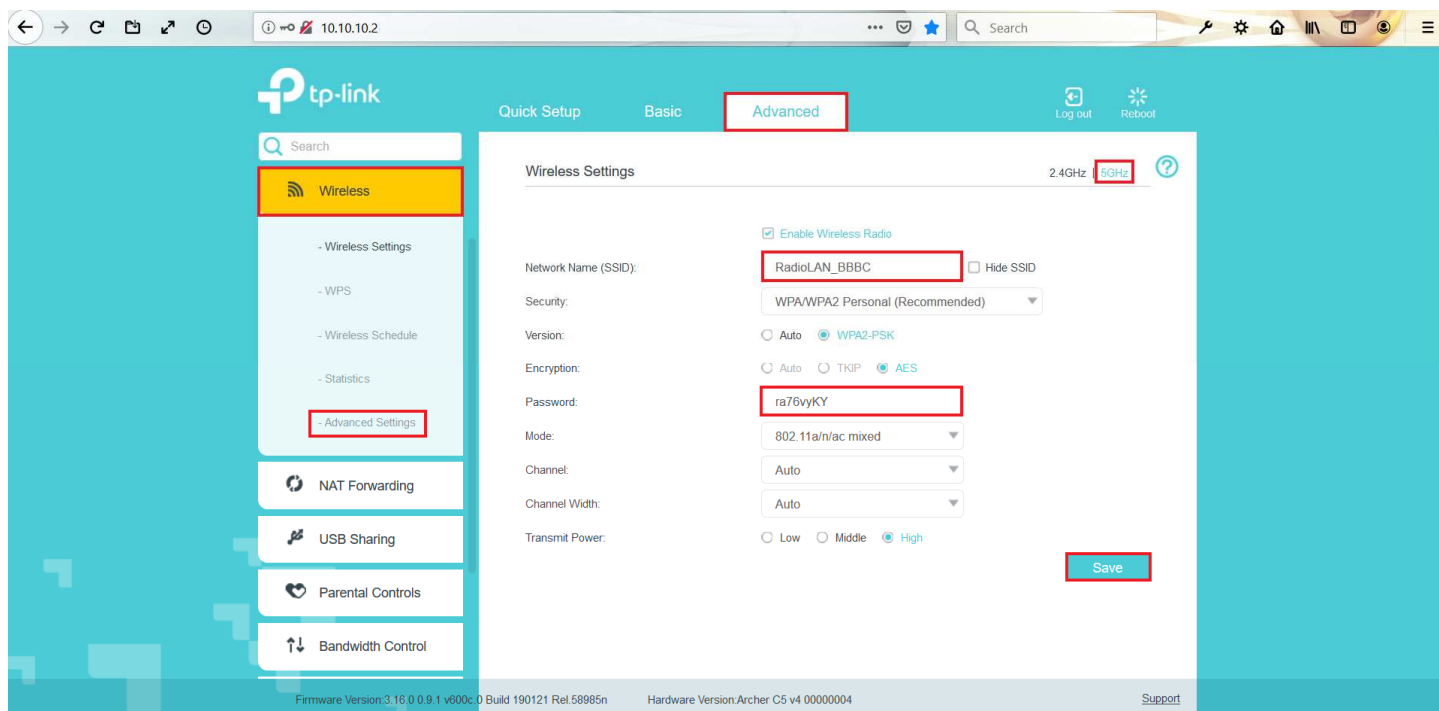 10.10.10.2
Search
tp-link
Quick Setup
Basic
Advanced
Log out
Reboot
Search
Wireless
- Wireless Settings
- WPS
- Wireless Schedule
- Statistics
- Advanced Settings
NAT Forwarding
USB Sharing
Parental Controls
Bandwidth Control
Wireless Settings
2.4GHz | 5GHz
Enable Wireless Radio
Network Name (SSID): RadioLAN_BBBC Hide SSID
Security: WPA/WPA2 Personal (Recommended)
Version: Auto WPA2-PSK
Encryption: Auto TKIP AES
Password: ra76vyKY
Mode: 802.11a/n/ac mixed
Channel: Auto
Channel Width: Auto
Transmit Power: Low Middle High
Save
Firmware Version:3.16.0 0.9.1 v600c.0 Build 190121 Rel.58985n Hardware Version:Archer C5 v4 00000004 Support